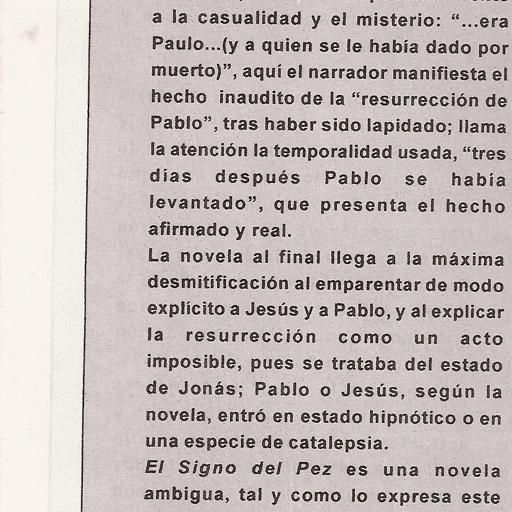 a la casualidad y el misterio: "...era
Paulo...(y a quien se le había dado por
muerto)", aquí el narrador manifiesta el
hecho inaudito de la "resurrección de
Pablo", tras haber sido lapidado; llama
la atención la temporalidad usada, "tres
días después Pablo se había
levantado", que presenta el hecho
afirmado y real.
La novela al final llega a la máxima
desmitificación al emparentar de modo
explícito a Jesús y a Pablo, y al explicar
la resurrección como un acto
imposible, pues se trataba del estado
de Jonás; Pablo o Jesús, según la
novela, entró en estado hipnótico o en
una especie de catalepsia.
El Signo del Pez es una novela
ambigua, tal y como lo expresa este